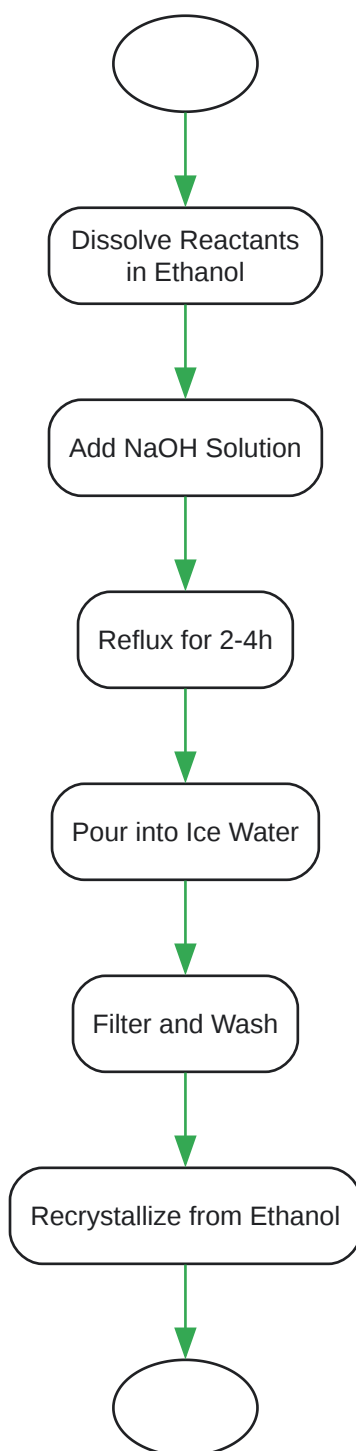 Dissolve Reactants
in Ethanol
Add NaOH Solution
Reflux for 2-4h
Pour into Ice Water
Filter and Wash
Recrystallize from Ethanol